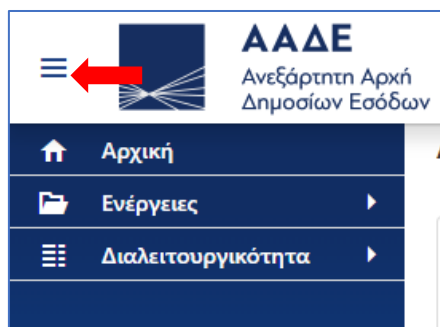 ΑΑΔΕ
Ανεξάρτητη Αρχή
Δημοσίων Εσόδων
Αρχική
Ενέργειες
Διαλειτουργικότητα